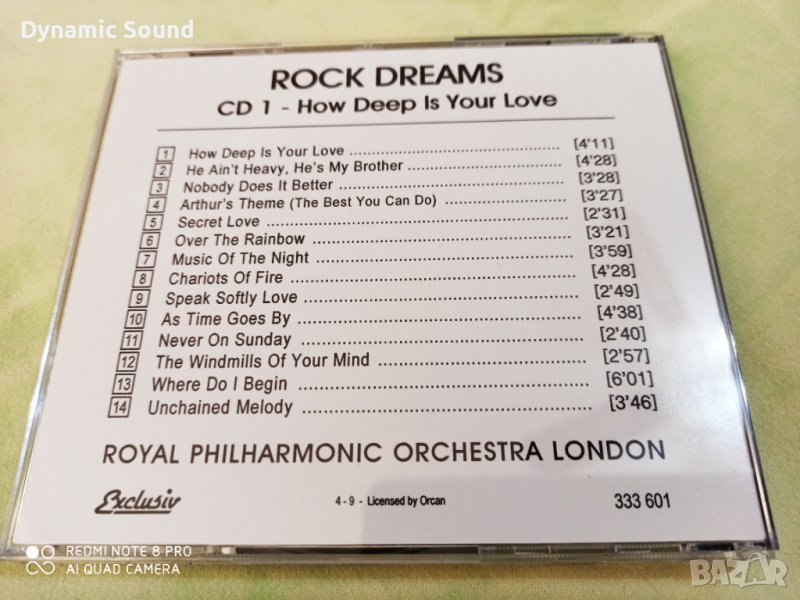 Dynamic Sound
ROCK DREAMS
CD 1 - How Deep Is Your Love
1 How Deep Is Your Love [4'11]
2 He Ain't Heavy, He's My Brother [4'28]
3 Nobody Does It Better [3'28]
4 Arthur's Theme (The Best You Can Do) [3'27]
5 Secret Love [2'31]
6 Over The Rainbow [3'21]
7 Music Of The Night [3'59]
8 Chariots Of Fire [4'28]
9 Speak Softly Love [2'49]
10 As Time Goes By [4'38]
11 Never On Sunday [2'40]
12 The Windmills Of Your Mind [2'57]
13 Where Do I Begin [6'01]
14 Unchained Melody [3'46]
ROYAL PHILHARMONIC ORCHESTRA LONDON
Exclusiv 4 - 9 - Licensed by Orcan 333 601
REDMI NOTE 8 PRO
AI QUAD CAMERA
BAZAR